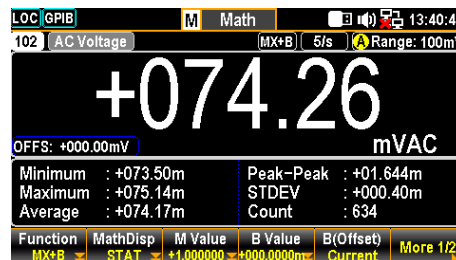 LOC GPIB M Math 13:40:4
102 AC Voltage MX+B 5/s A Range: 100m
+074.26
OFFS: +000.00mV mVAC
Minimum : +073.50m Peak-Peak : +01.644m
Maximum : +075.14m STDEV : +000.40m
Average : +074.17m Count : 634
Function MathDisp M Value B Value B(Offset) More 1/2
MX+B STAT +1.000000 +000.0000m Current